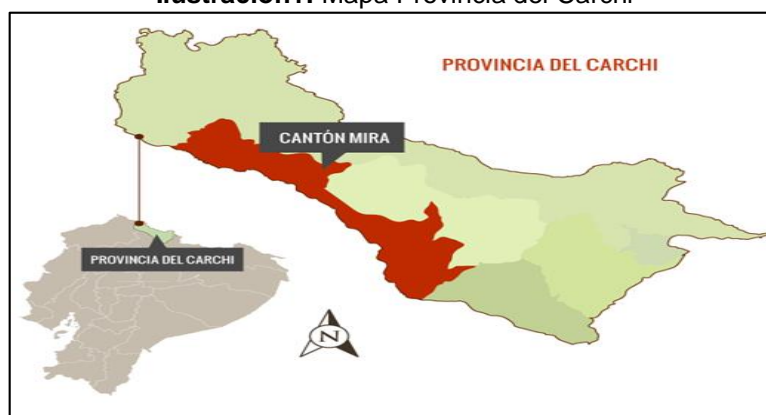 Ilustración1: Mapa Provincia del Carchi
PROVINCIA DEL CARCHI
CANTÓN MIRA
PROVINCIA DEL CARCHI
N